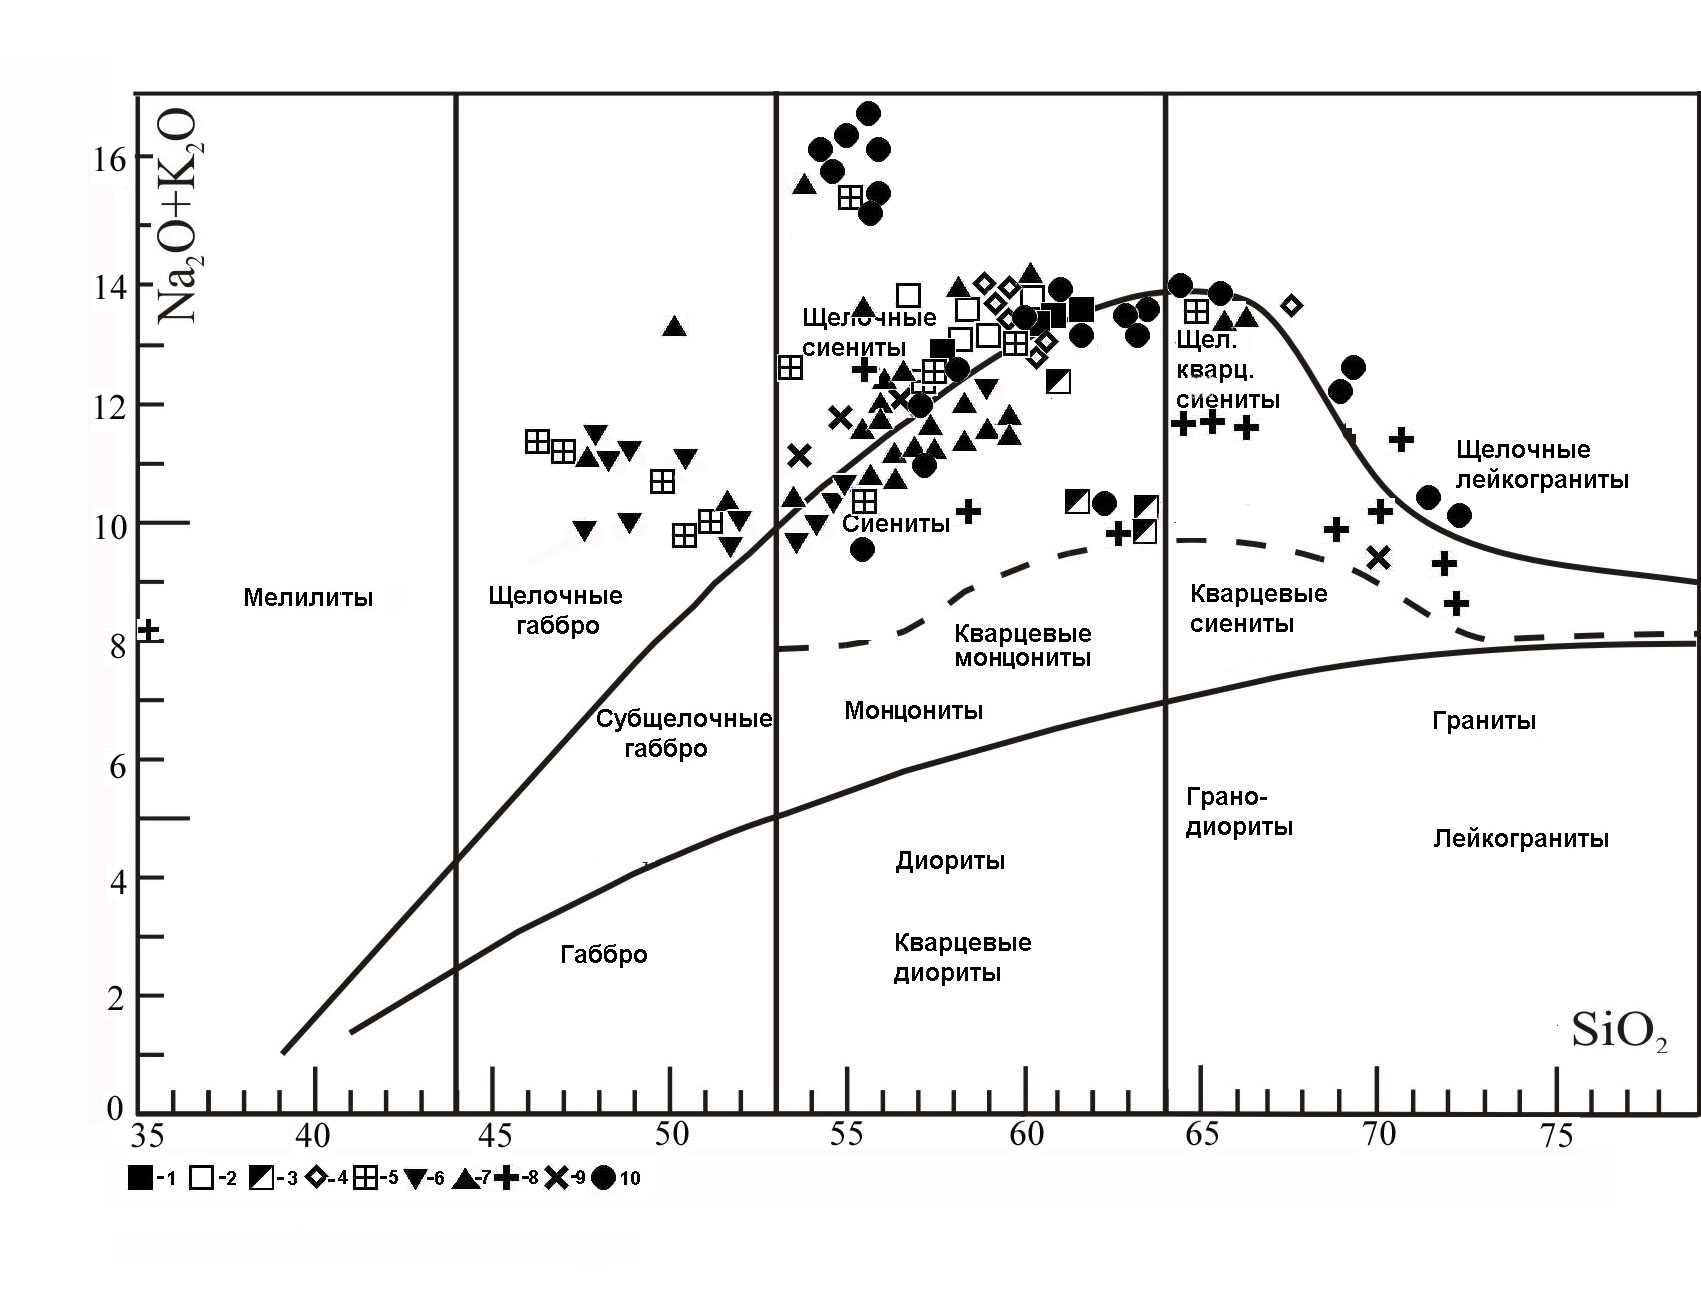 Na₂O+K₂O
16
14
12
10
8
6
4
2
0
35 40 45 50 55 60 65 70 75
SiO₂
Щелочные
сиениты
Щел.
кварц.
сиениты
Щелочные
лейкограниты
Сиениты
Мелилиты
Щелочные
габбро
Кварцевые
сиениты
Кварцевые
монцониты
Субщелочные
габбро
Монцониты
Граниты
Грано-
диориты
Лейкограниты
Диориты
Кварцевые
диориты
Габбро
-1 -2 -3 -4 -5 -6 -7 -8 -9 10